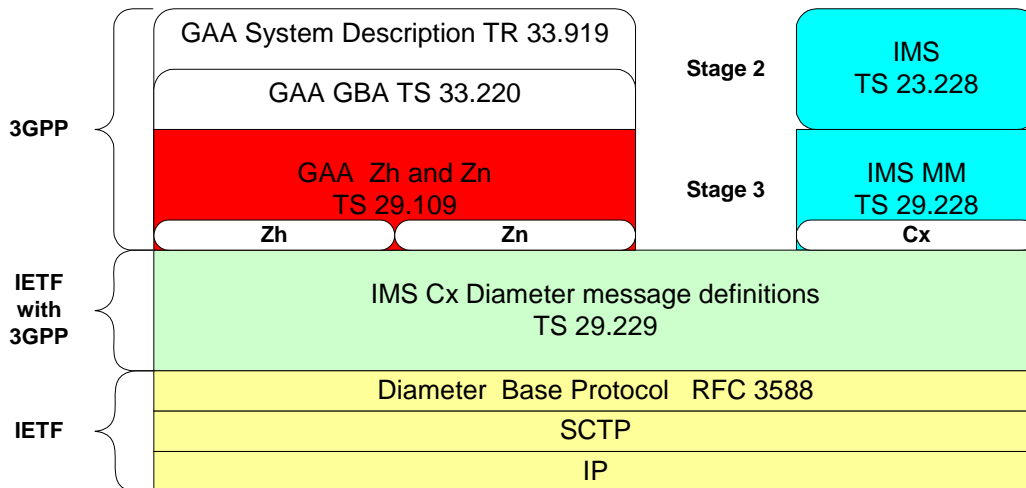 GAA System Description TR 33.919
GAA GBA TS 33.220
Stage 2
IMS
TS 23.228
3GPP
GAA Zh and Zn
TS 29.109
Stage 3
IMS MM
TS 29.228
Zh
Zn
Cx
IETF
with
3GPP
IMS Cx Diameter message definitions
TS 29.229
IETF
Diameter Base Protocol RFC 3588
SCTP
IP